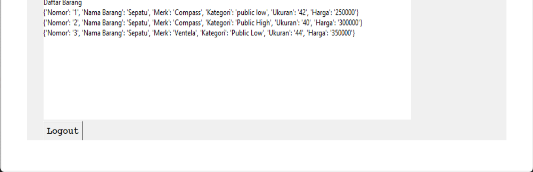 Daftar Barang
{'Nomor': '1', 'Nama Barang': 'Sepatu', 'Merk': 'Compass', 'Kategori': 'public low', 'Ukuran': '42', 'Harga': '250000'}
{'Nomor': '2', 'Nama Barang': 'Sepatu', 'Merk': 'Compass', 'Kategori': 'Public High', 'Ukuran': '40', 'Harga': '300000'}
{'Nomor': '3', 'Nama Barang': 'Sepatu', 'Merk': 'Ventela', 'Kategori': 'Public Low', 'Ukuran': '44', 'Harga': '350000'}
Logout